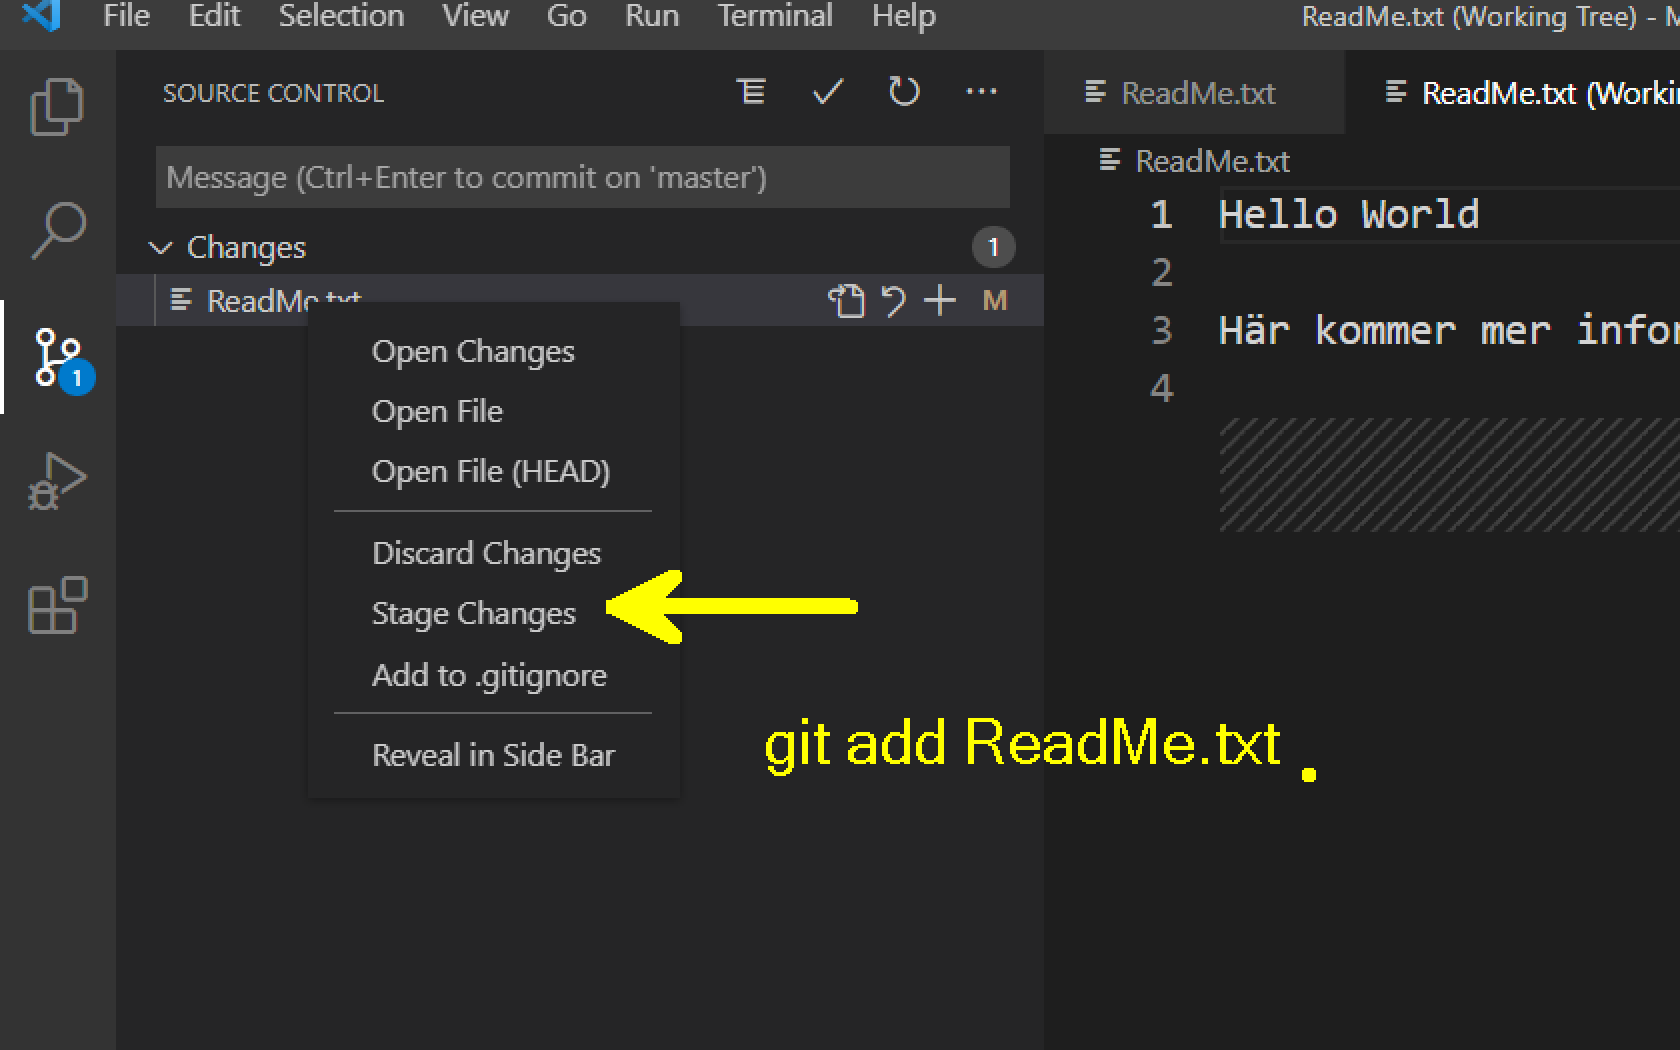 File Edit Selection View Go Run Terminal Help ReadMe.txt (Working Tree) -
SOURCE CONTROL
Message (Ctrl+Enter to commit on 'master')
Changes 1
ReadMe.txt M
1
Open Changes
Open File
Open File (HEAD)
Discard Changes
Stage Changes
Add to .gitignore
Reveal in Side Bar
git add ReadMe.txt .
ReadMe.txt ReadMe.txt
ReadMe.txt
1 Hello World
2
3 Här kommer mer
4